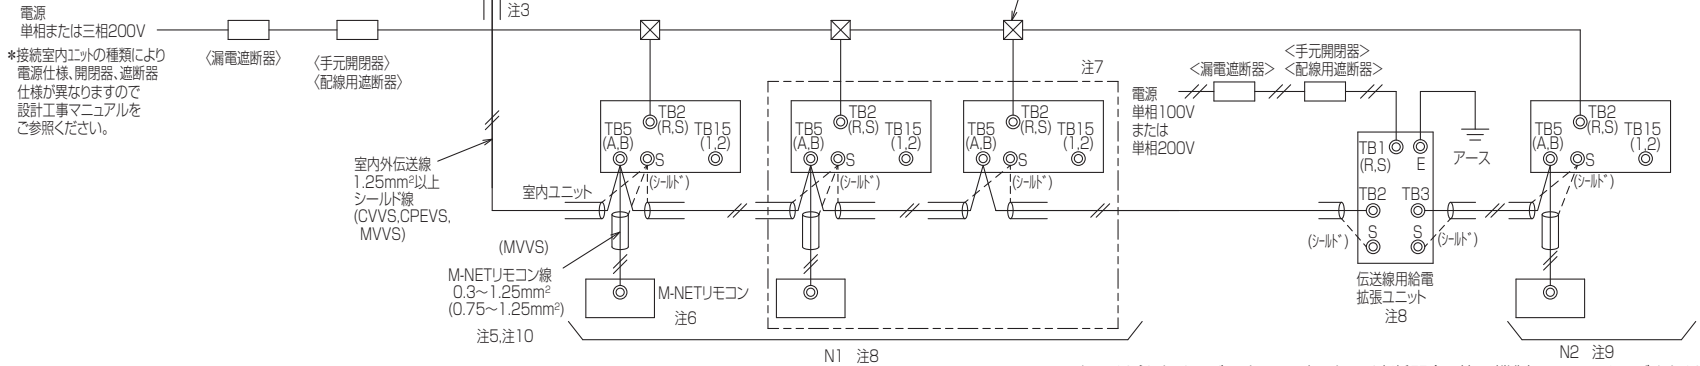 電源
単相または三相200V
*接続室内ユニットの種類により
電源仕様、開閉器、遮断器
仕様が異なりますので
設計工事マニュアルを
ご参照ください。
〈漏電遮断器〉
〈手元開閉器〉
〈配線用遮断器〉
注3
室内外伝送線
1.25mm²以上
シールド線
(CVVS,CPEVS,
MVVS)
室内ユニット
TB2
(R,S)
TB5
(A,B)
TB15
(1,2)
S
(シールド)
(MVVS)
M-NETリモコン線
0.3〜1.25mm²
(0.75〜1.25mm²)
注5,注10
M-NETリモコン
注6
注7
TB2
(R,S)
TB5
(A,B)
TB15
(1,2)
S
(シールド)
TB2
(R,S)
TB5
(A,B)
TB15
(1,2)
S
(シールド)
N1 注8
電源
単相100V
または
単相200V
<漏電遮断器>
<手元開閉器>
<配線用遮断器>
アース
TB1
(R,S)
E
TB2
TB3
S
S
(シールド)
(シールド)
伝送線用給電
拡張ユニット
注8
TB2
(R,S)
TB5
(A,B)
TB15
(1,2)
S
(シールド)
N2 注9